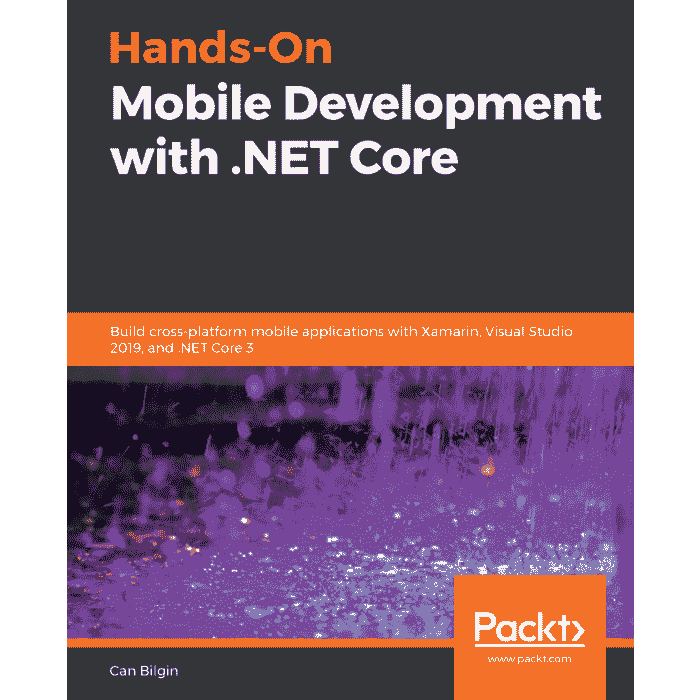 Hands-On
Mobile Development
with .NET Core
Build cross-platform mobile applications with Xamarin, Visual Studio
2019, and .NET Core 3
Packt>
www.packt.com
Can Bilgin